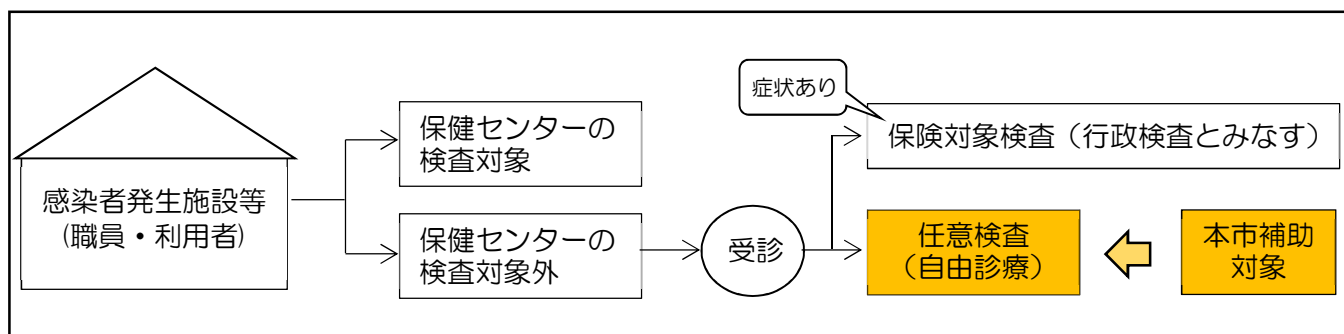 感染者発生施設等
(職員・利用者)
保健センターの
検査対象
保健センターの
検査対象外
受診
症状あり
保険対象検査（行政検査とみなす）
任意検査
（自由診療）
本市補助
対象